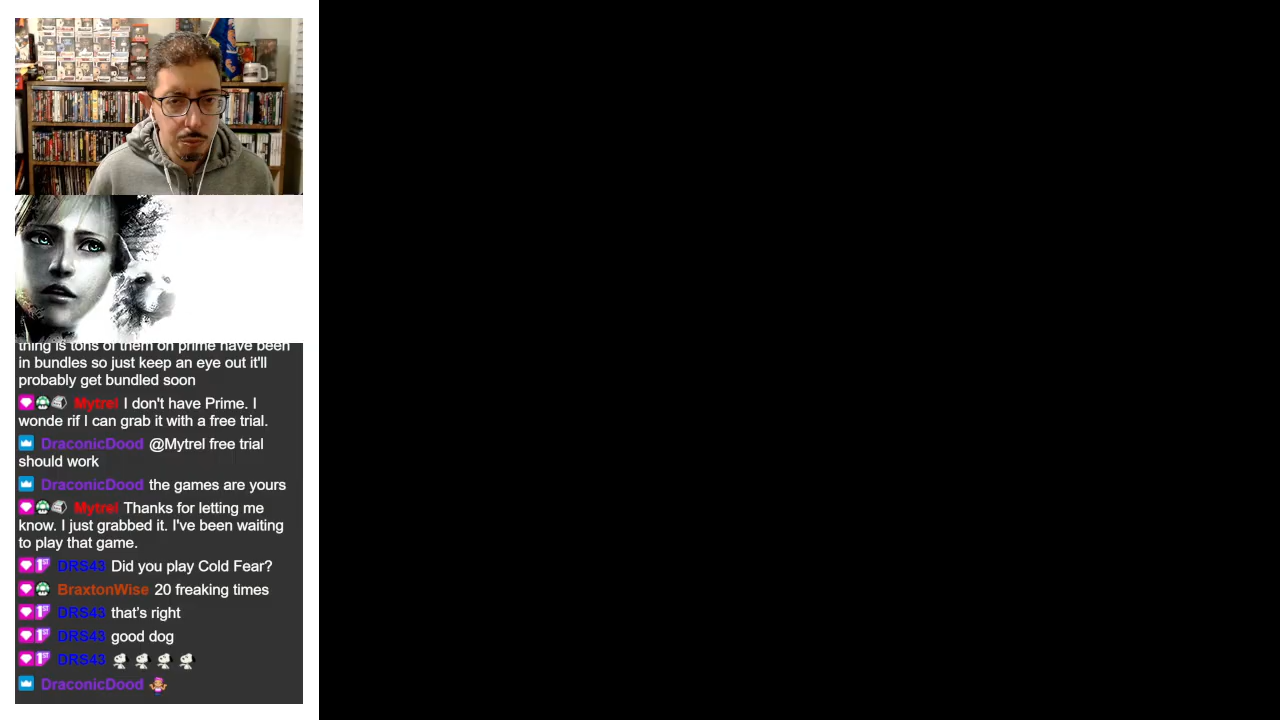 thing is tons of them on prime have been
in bundles so just keep an eye out it'll
probably get bundled soon
Mytrel I don't have Prime. I
wonde rif I can grab it with a free trial.
DraconicDood @Mytrel free trial
should work
DraconicDood the games are yours
Mytrel Thanks for letting me
know. I just grabbed it. I've been waiting
to play that game.
DRS43 Did you play Cold Fear?
BraxtonWise 20 freaking times
DRS43 that's right
DRS43 good dog
DRS43
DraconicDood